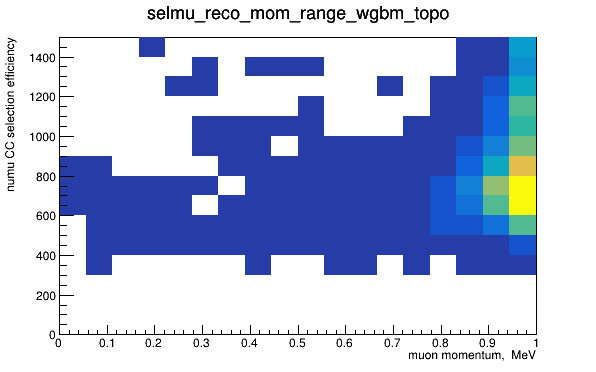 selmu_reco_mom_range_wgbm_topo
numu CC selection efficiency
1400
1200
1000
800
600
400
200
0
0 0.1 0.2 0.3 0.4 0.5 0.6 0.7 0.8 0.9 1
muon momentum, MeV